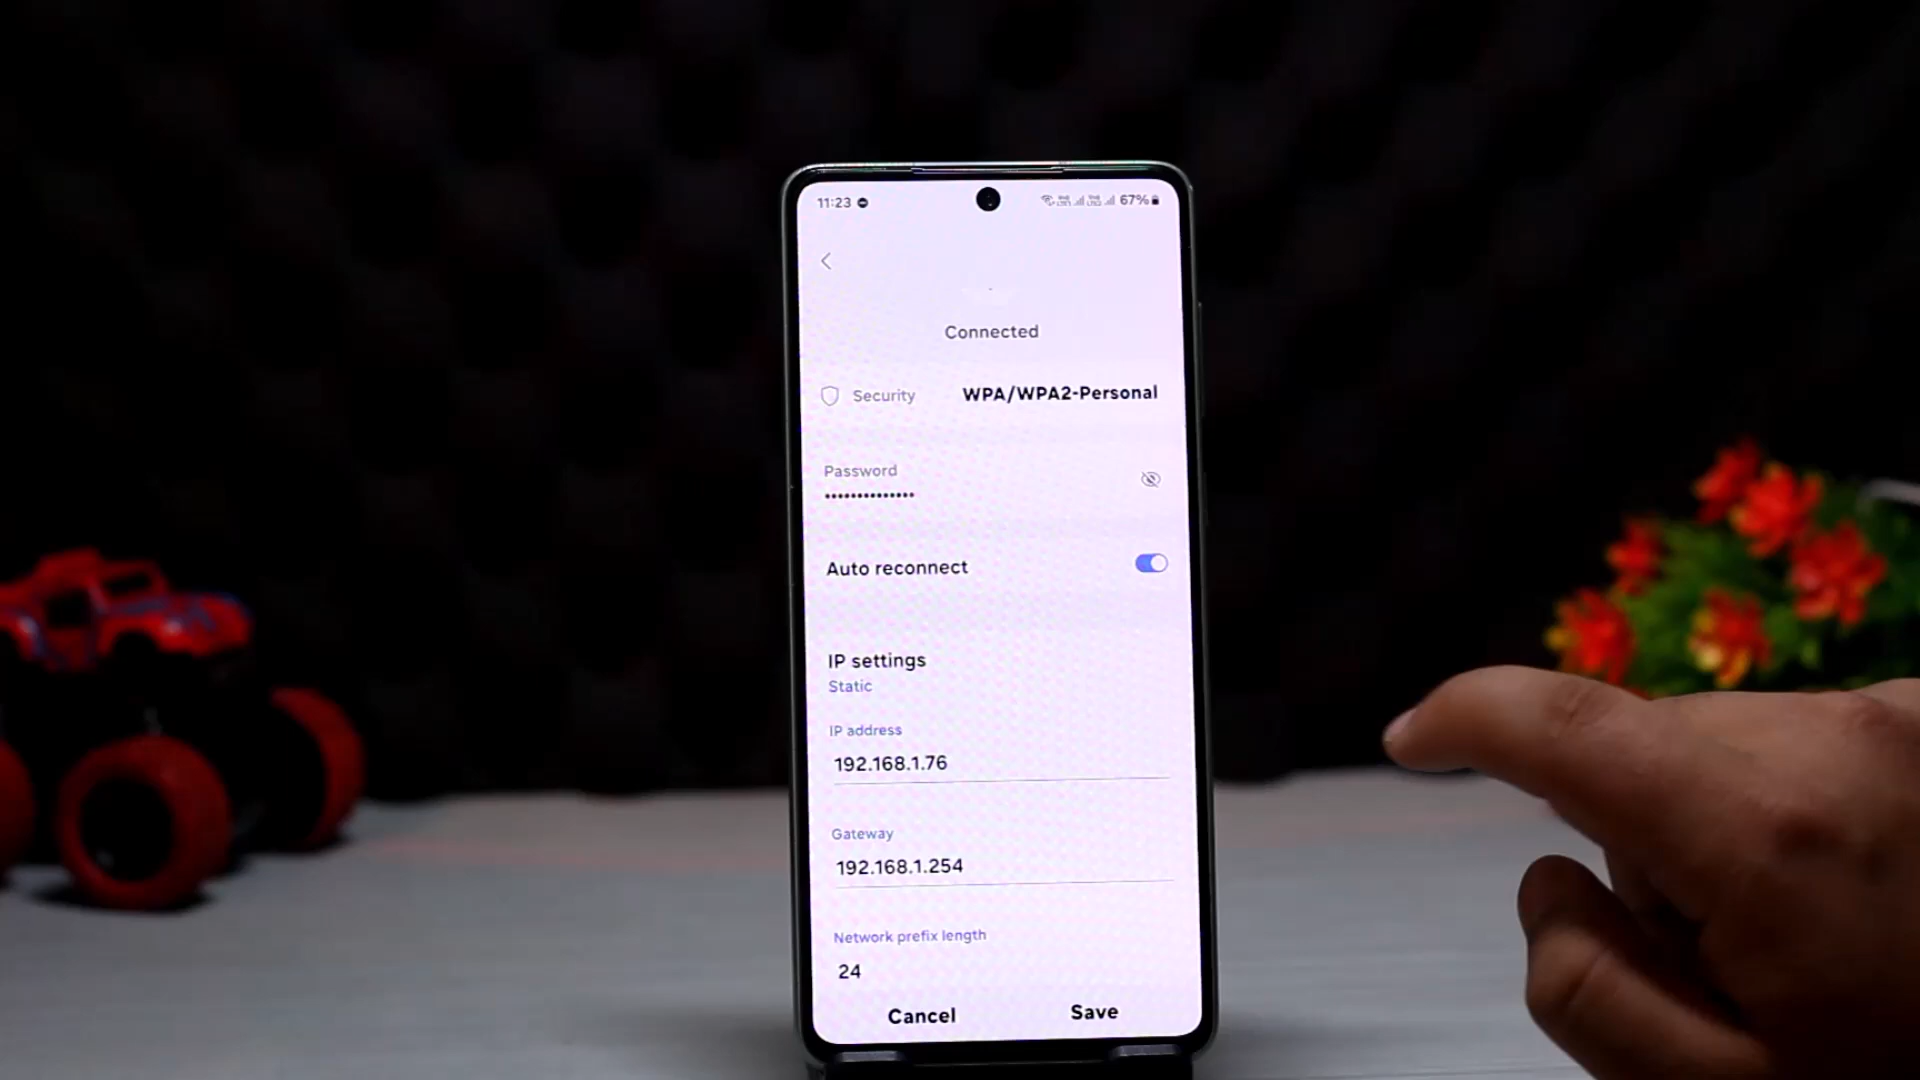 11:23
67%
Connected
Security WPA/WPA2-Personal
Password
••••••••••••••
Auto reconnect
IP settings
Static
IP address
192.168.1.76
Gateway
192.168.1.254
Network prefix length
24
Cancel Save